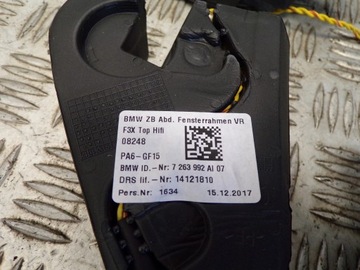 BMW ZB Abd. Fensterrahmen VR
F3X Top Hifi
08248
PA6-GF15
BMW ID.-Nr: 7 263 992 AI 07
DRS lif.-Nr: 14121810
Pers.Nr: 1634 15.12.2017